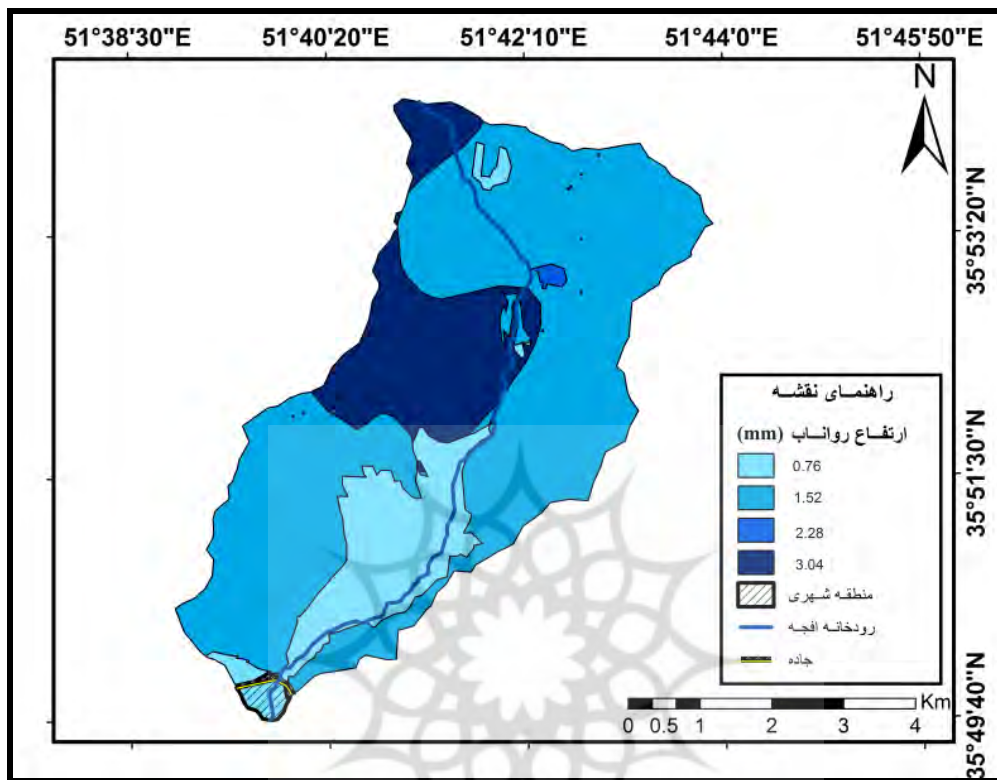 51°38'30"E 51°40'20"E 51°42'10"E 51°44'0"E 51°45'50"E
N
35°53'20"N
35°51'30"N
35°49'40"N
راهنمای نقشه
ارتفاع رواناب (mm)
0.76
1.52
2.28
3.04
منطقه شهری
رودخانه افجه
جاده
0 0.5 1 2 3 4 Km